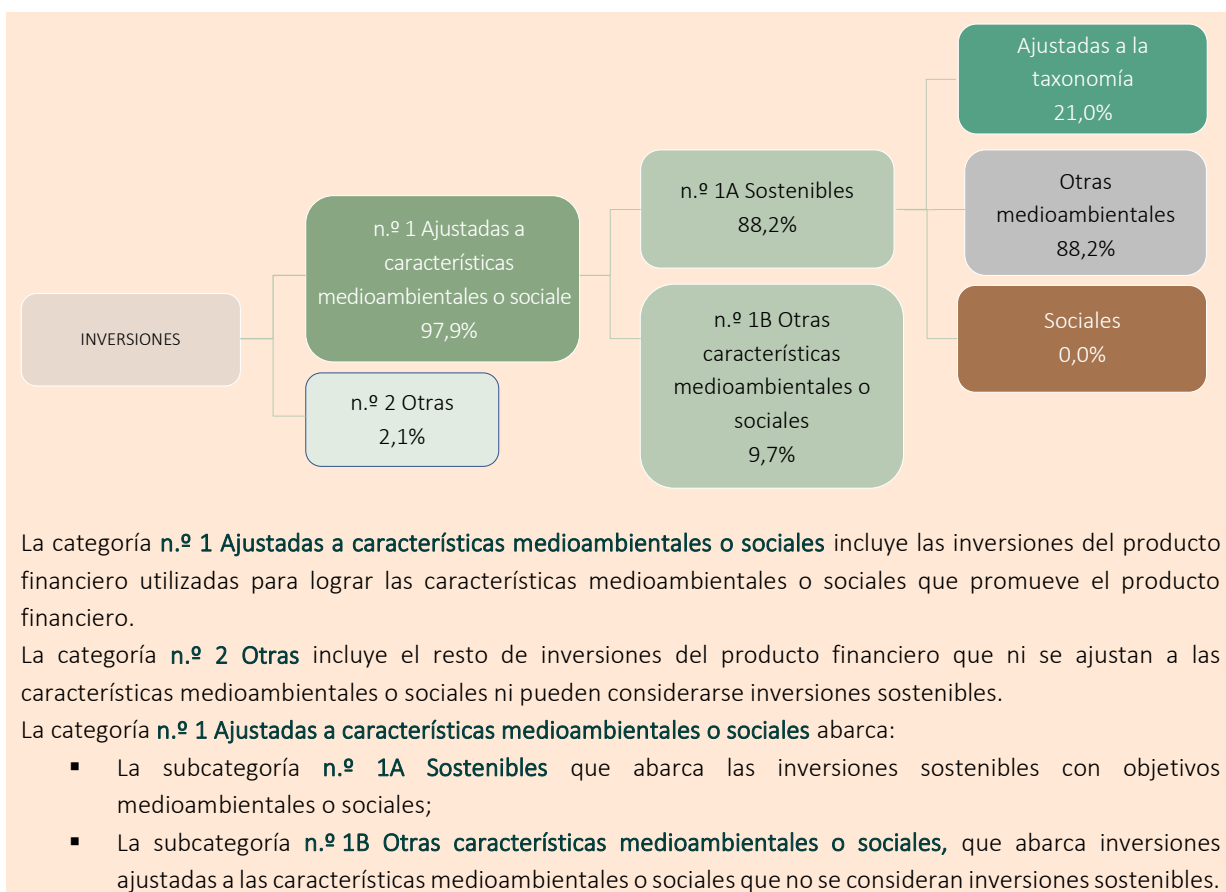 INVERSIONES
n.º 1 Ajustadas a
características
medioambientales o sociale
97,9%
n.º 2 Otras
2,1%
n.º 1A Sostenibles
88,2%
n.º 1B Otras
características
medioambientales o
sociales
9,7%
Ajustadas a la
taxonomía
21,0%
Otras
medioambientales
88,2%
Sociales
0,0%
La categoría n.º 1 Ajustadas a características medioambientales o sociales incluye las inversiones del producto
financiero utilizadas para lograr las características medioambientales o sociales que promueve el producto
financiero.
La categoría n.º 2 Otras incluye el resto de inversiones del producto financiero que ni se ajustan a las
características medioambientales o sociales ni pueden considerarse inversiones sostenibles.
La categoría n.º 1 Ajustadas a características medioambientales o sociales abarca:
▪ La subcategoría n.º 1A Sostenibles que abarca las inversiones sostenibles con objetivos
medioambientales o sociales;
▪ La subcategoría n.º 1B Otras características medioambientales o sociales, que abarca inversiones
ajustadas a las características medioambientales o sociales que no se consideran inversiones sostenibles.